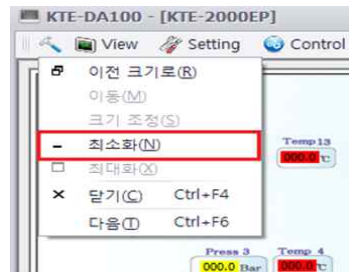 KTE-DA100 - [KTE-2000EP]
View Setting Control
이전 크기로(R)
이동(M)
크기 조정(S)
최소화(N)
최대화(X)
닫기(C) Ctrl+F4
다음(T) Ctrl+F6
Temp 13
000.0 ℃
Press 3 Temp 4
000.0 Bar 000.0 ℃